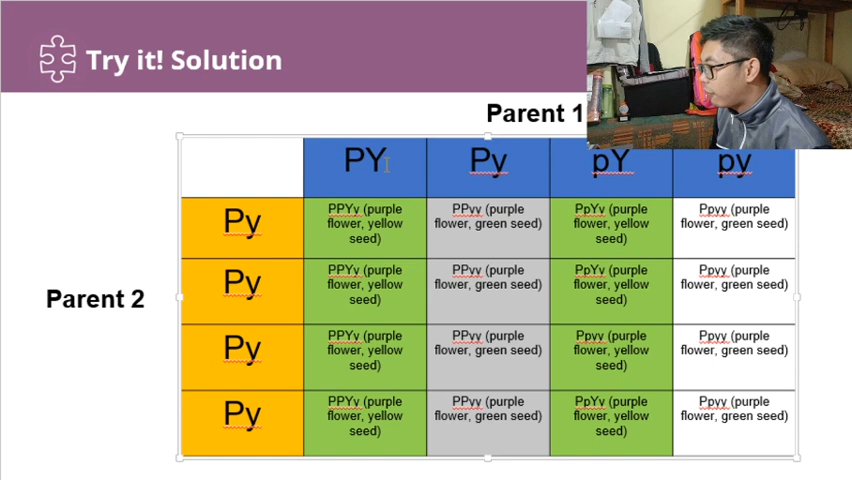 Try it! Solution
Parent 1
PY Py pY py
Py
PPYy (purple
flower, yellow
seed)
PPyy (purple
flower, green seed)
PpYy (purple
flower, yellow
seed)
Ppyy (purple
flower, green seed)
Parent 2
Py
PPYy (purple
flower, yellow
seed)
PPyy (purple
flower, green seed)
PpYy (purple
flower, yellow
seed)
Ppyy (purple
flower, green seed)
Py
PPYy (purple
flower, yellow
seed)
PPyy (purple
flower, green seed)
Ppyy (purple
flower, yellow
seed)
Ppyy (purple
flower, green seed)
Py
PPYy (purple
flower, yellow
seed)
PPyy (purple
flower, green seed)
PpYy (purple
flower, yellow
seed)
Ppyy (purple
flower, green seed)